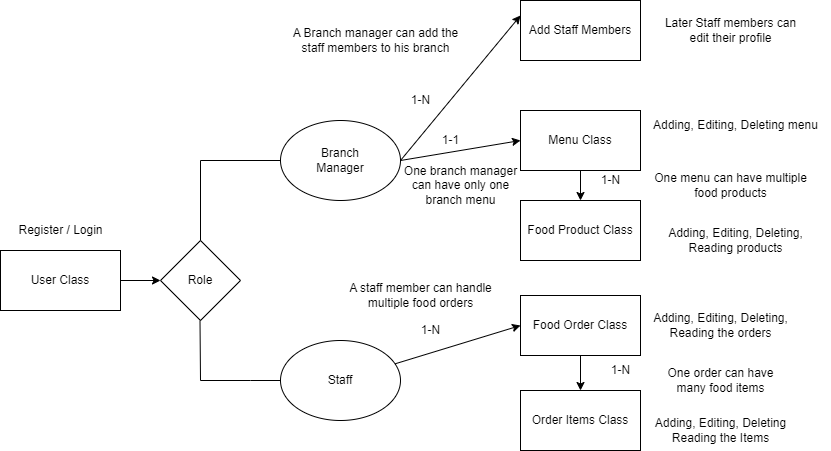 A Branch manager can add the
staff members to his branch
Add Staff Members
Later Staff members can
edit their profile
1-N
Branch
Manager
1-1
Menu Class
Adding, Editing, Deleting menu
One branch manager
can have only one
branch menu
1-N
One menu can have multiple
food products
Food Product Class
Adding, Editing, Deleting,
Reading products
Register / Login
User Class
Role
A staff member can handle
multiple food orders
1-N
Food Order Class
Adding, Editing, Deleting,
Reading the orders
Staff
1-N
One order can have
many food items
Order Items Class
Adding, Editing, Deleting
Reading the Items